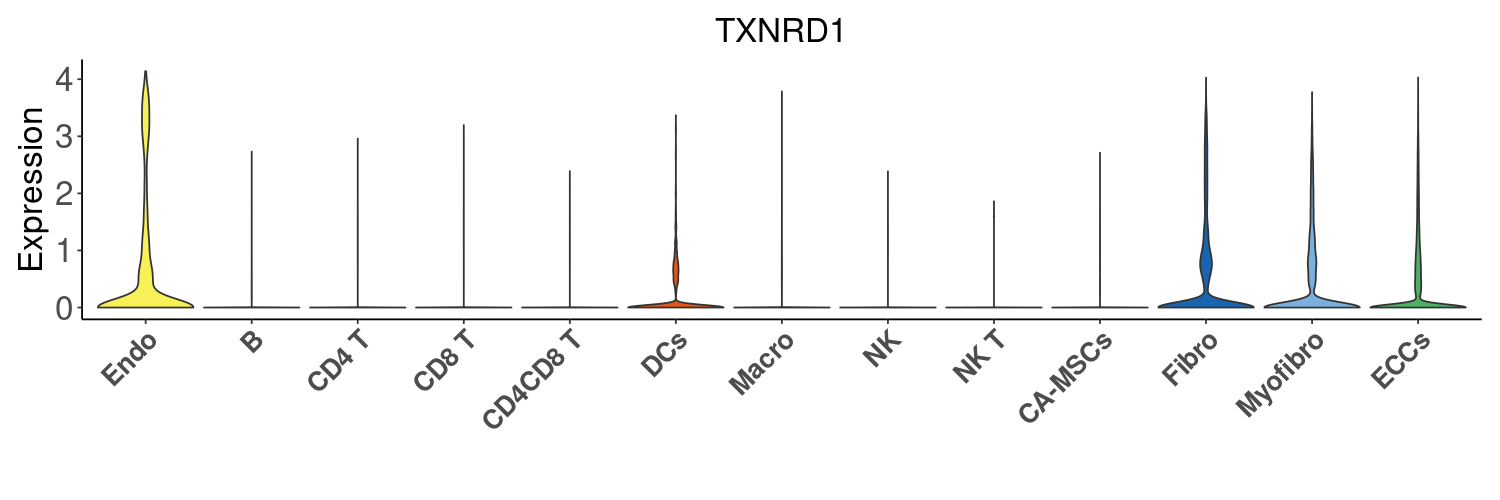 TXNRD1
Expression
4
3
2
1
0
Endo
B
CD4 T
CD8 T
CD4CD8 T
DCs
Macro
NK
NK T
CA-MSCs
Fibro
Myofibro
ECCs